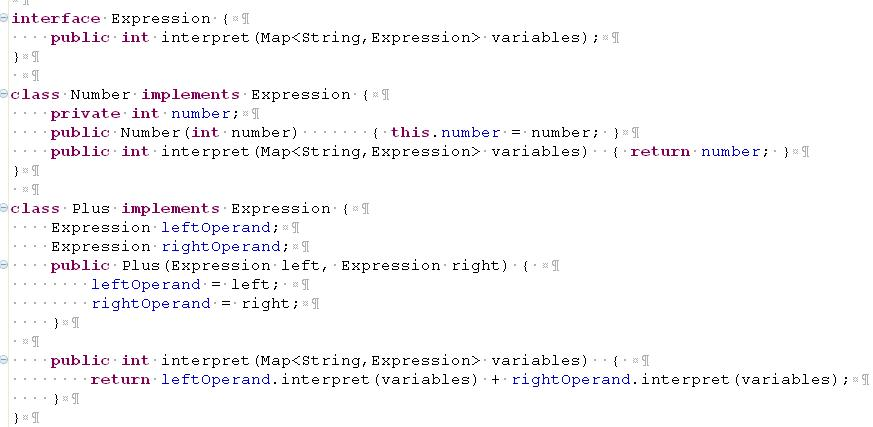 interface Expression {
    public int interpret(Map<String,Expression> variables);
}

class Number implements Expression {
    private int number;
    public Number(int number)       { this.number = number; }
    public int interpret(Map<String,Expression> variables)  { return number; }
}

class Plus implements Expression {
    Expression leftOperand;
    Expression rightOperand;
    public Plus(Expression left, Expression right) {
        leftOperand = left;
        rightOperand = right;
    }

    public int interpret(Map<String,Expression> variables)  {
        return leftOperand.interpret(variables) + rightOperand.interpret(variables);
    }
}